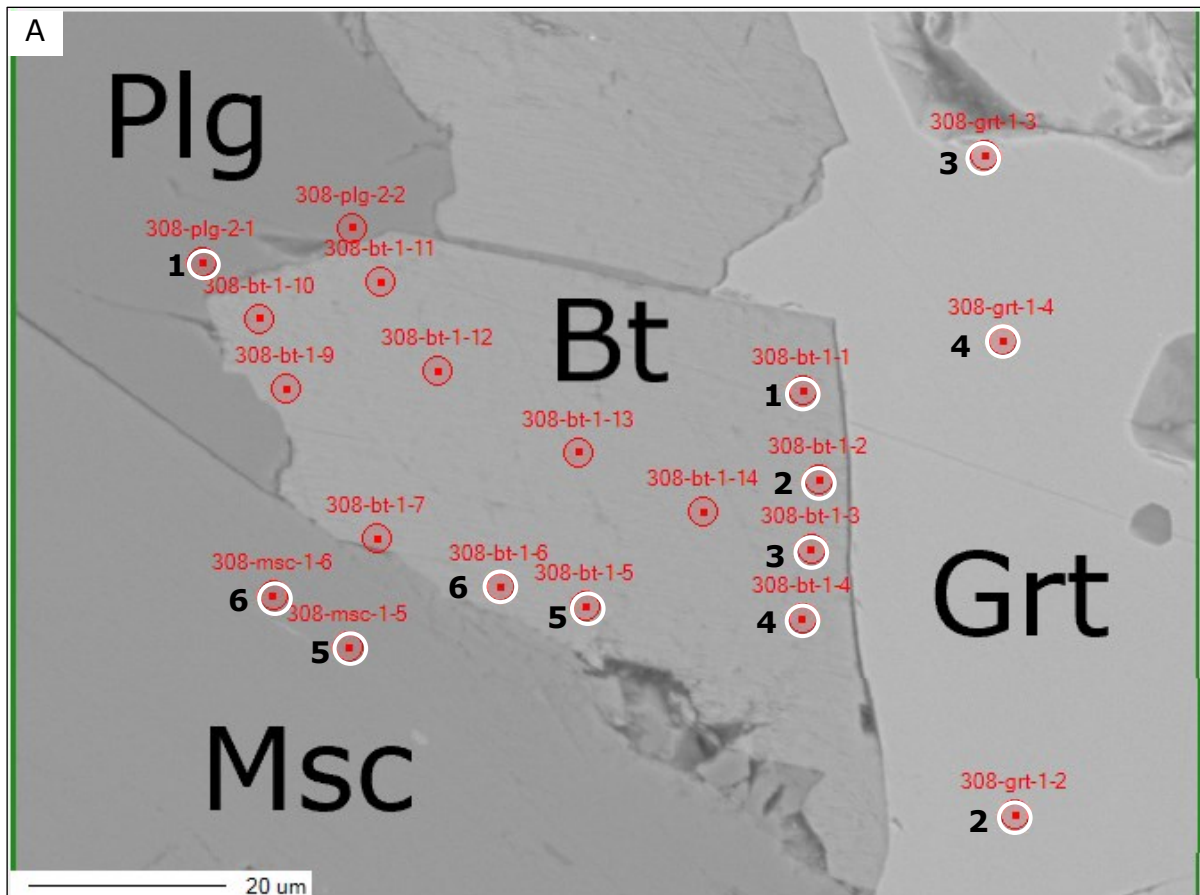 A
Plg
308-grt-1-3
3
308-plg-2-2
308-plg-2-1
1
308-bt-1-11
308-bt-1-10
Bt
308-grt-1-4
4
308-bt-1-12
308-bt-1-9
308-bt-1-1
1
308-bt-1-13
308-bt-1-2
2
308-bt-1-14
308-bt-1-7
308-bt-1-3
3
308-msc-1-6
6
308-bt-1-6
6
308-bt-1-5
5
308-bt-1-4
4
Grt
308-msc-1-5
5
Msc
308-grt-1-2
2
20 um